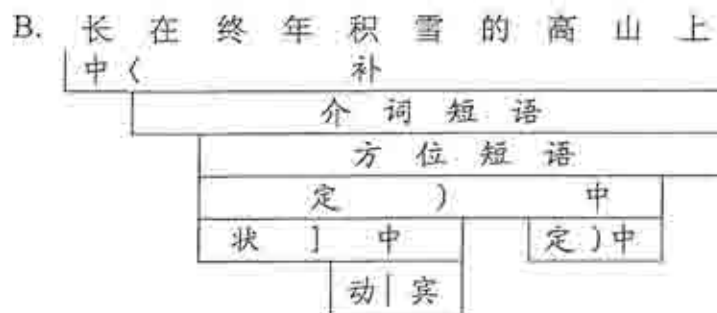 B. 长在终年积雪的高山上
中〈 补
介词短语
方位短语
定 ） 中
状 ] 中 定）中
动|宾